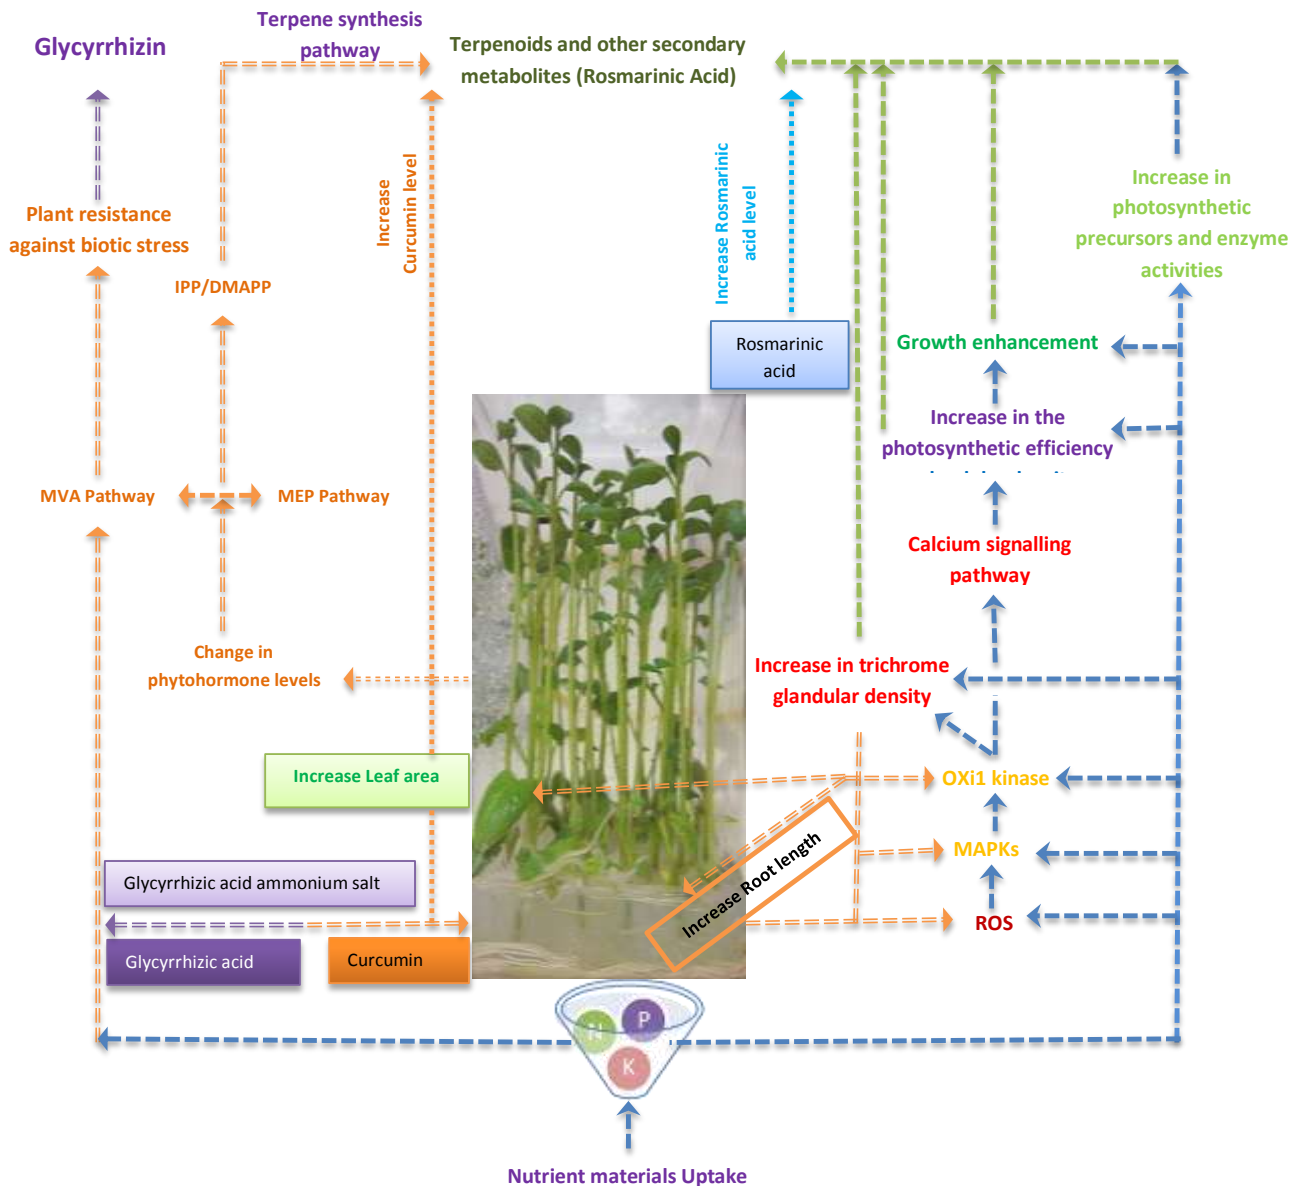 Glycyrrhizin
Terpene synthesis
pathway
Terpenoids and other secondary
metabolites (Rosmarinic Acid)
Increase
Curcumin level
Increase Rosmarinic
acid level
Increase in
photosynthetic
precursors and enzyme
activities
Plant resistance
against biotic stress
IPP/DMAPP
Rosmarinic
acid
Growth enhancement
Increase in the
photosynthetic efficiency
MVA Pathway
MEP Pathway
Calcium signalling
pathway
Change in
phytohormone levels
Increase in trichrome
glandular density
Increase Leaf area
OXi1 kinase
MAPKs
Increase Root length
ROS
Glycyrrhizic acid ammonium salt
Glycyrrhizic acid
Curcumin
N
P
K
Nutrient materials Uptake